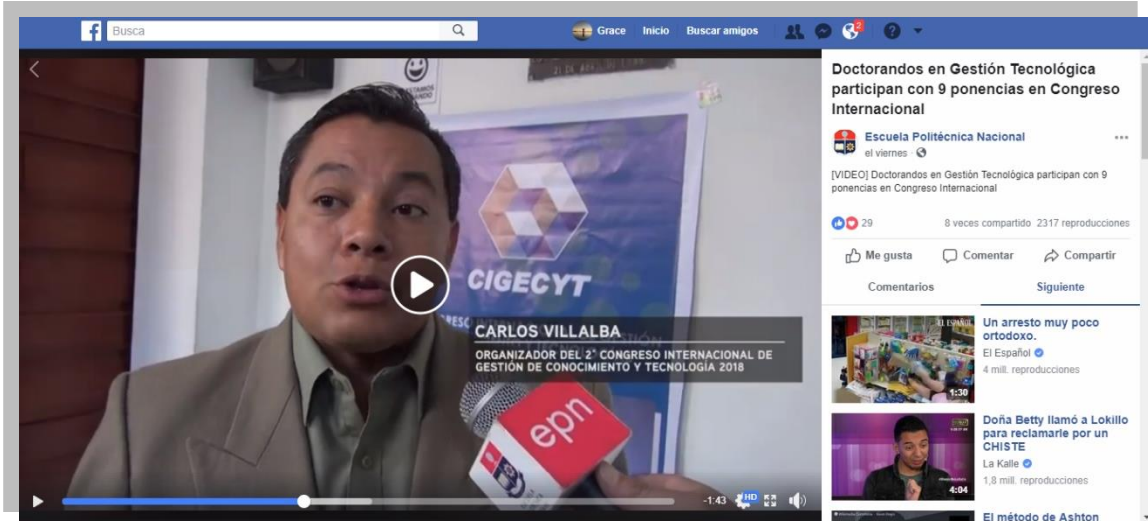 Busca
Grace Inicio Buscar amigos
2
ESTAMOS
CIGECYT
GESTIÓN
CARLOS VILLALBA
ORGANIZADOR DEL 2° CONGRESO INTERNACIONAL DE
GESTIÓN DE CONOCIMIENTO Y TECNOLOGÍA 2018
epn
-1:43 HD
Doctorandos en Gestión Tecnológica
participan con 9 ponencias en Congreso
Internacional
Escuela Politécnica Nacional
el viernes
[VIDEO] Doctorandos en Gestión Tecnológica participan con 9
ponencias en Congreso Internacional
29 8 veces compartido 2317 reproducciones
Me gusta Comentar Compartir
Comentarios Siguiente
EL ESPAÑOL
1:30
Un arresto muy poco
ortodoxo.
El Español
4 mill. reproducciones
4:04
Doña Betty llamó a Lokillo
para reclamarle por un
CHISTE
La Kalle
1,8 mill. reproducciones
El método de Ashton